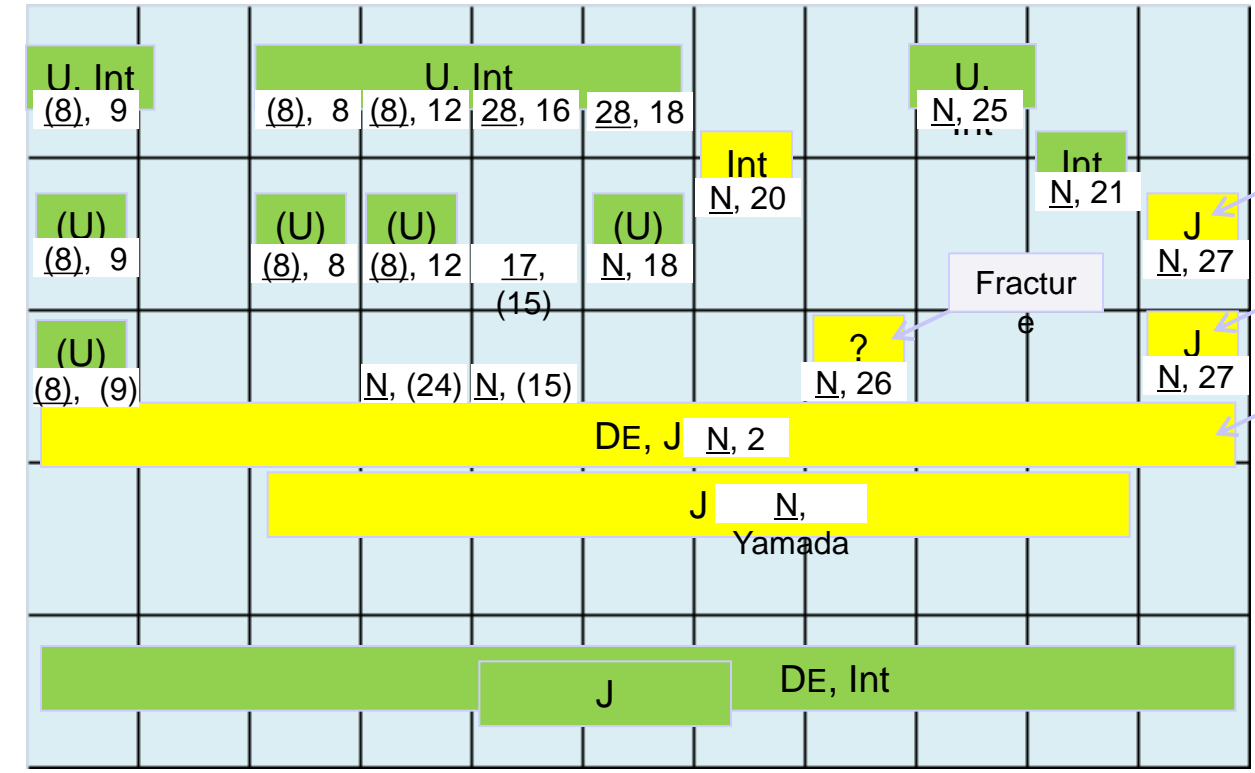 U, Int
(8), 9
U, Int
(8), 8
(8), 12
28, 16
28, 18
U,
Int
N, 25
Int
N, 20
Int
N, 21
(U)
(8), 9
(U)
(8), 8
(U)
(8), 12
17,
(15)
(U)
N, 18
J
N, 27
Fractur
e
(U)
(8), (9)
N, (24)
N, (15)
?
N, 26
J
N, 27
DE, J
N, 2
J
N,
Yamada
DE, Int
J